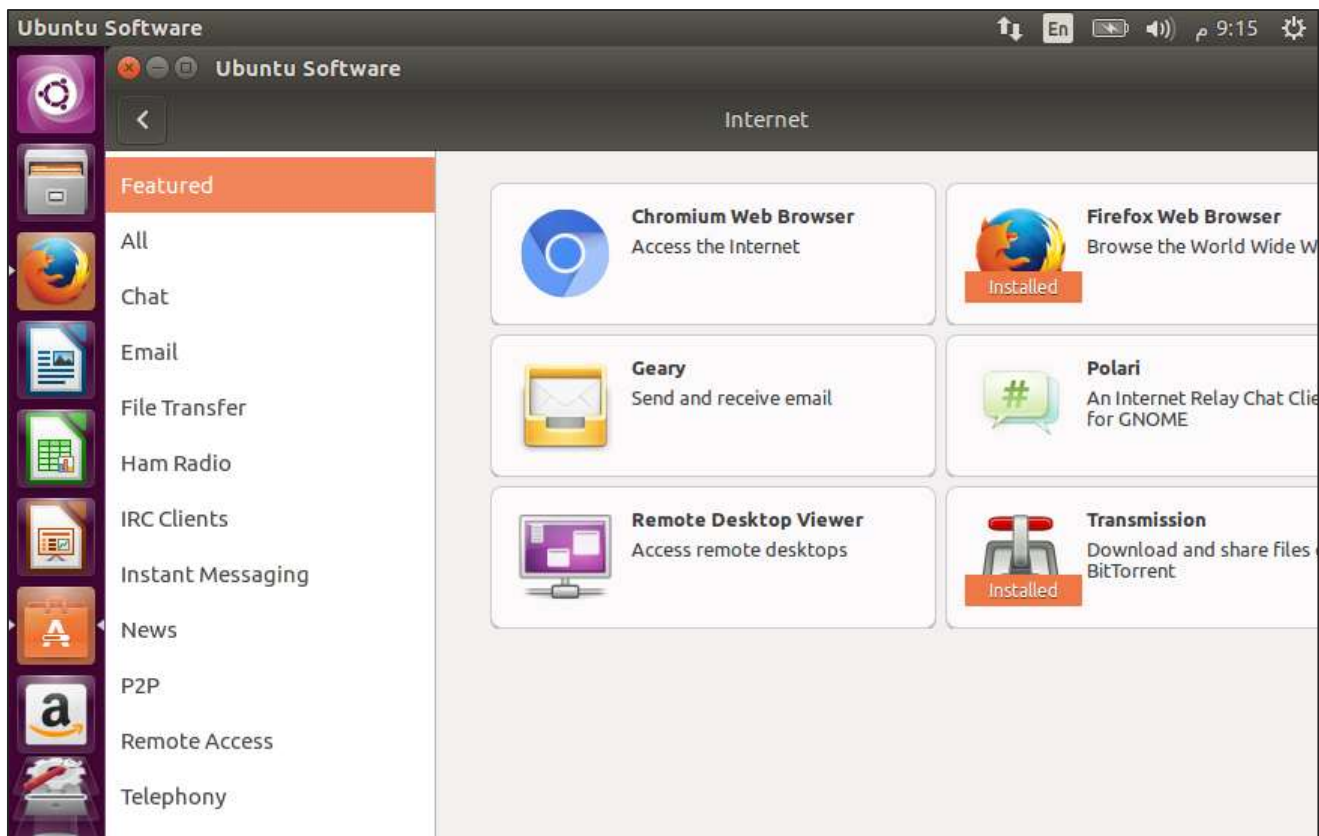 Ubuntu Software
En
9:15 م
Ubuntu Software
Internet
Featured
All
Chat
Email
File Transfer
Ham Radio
IRC Clients
Instant Messaging
News
P2P
Remote Access
Telephony
Chromium Web Browser
Access the Internet
Firefox Web Browser
Browse the World Wide W
Installed
Geary
Send and receive email
Polari
An Internet Relay Chat Clie
for GNOME
Remote Desktop Viewer
Access remote desktops
Transmission
Download and share files
BitTorrent
Installed